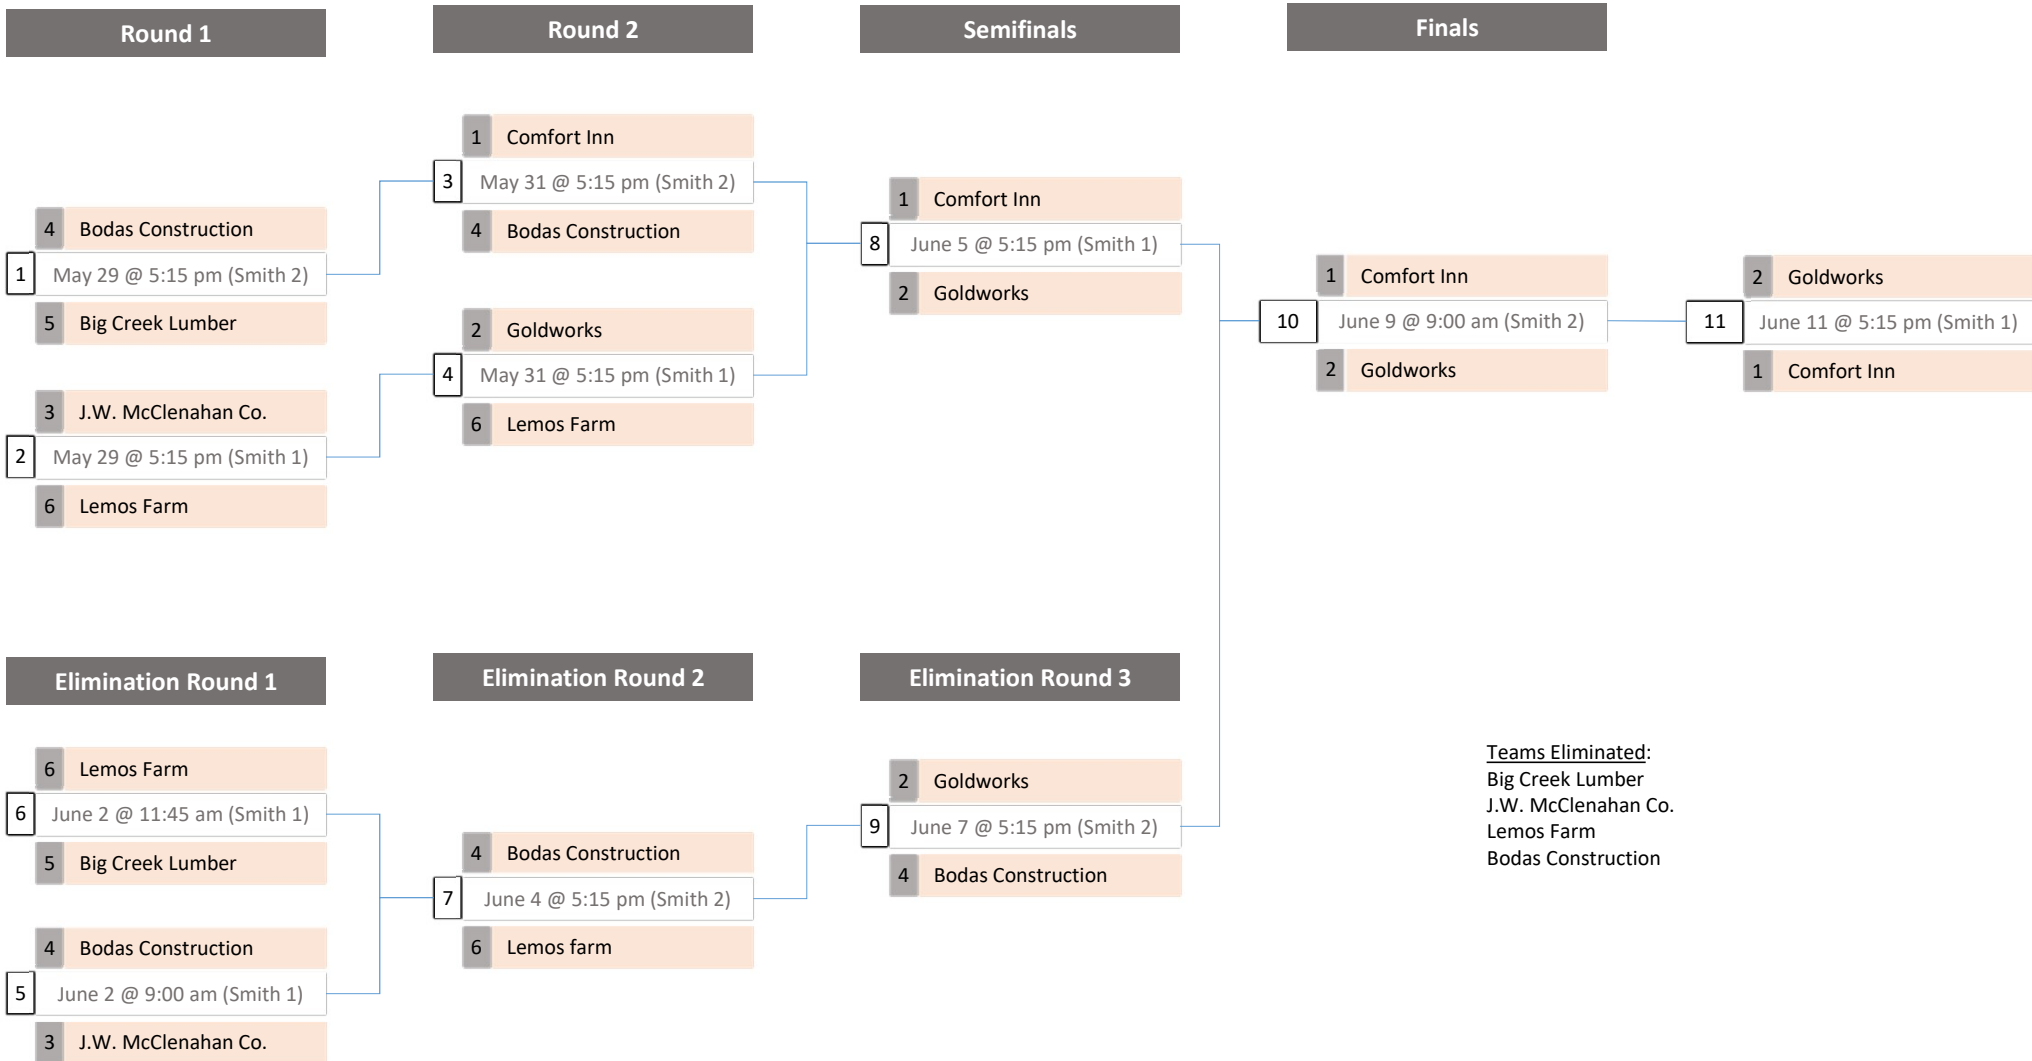 Round 1
Round 2
Semifinals
Finals
1 Comfort Inn
3 May 31 @ 5:15 pm (Smith 2)
4 Bodas Construction
4 Bodas Construction
1 May 29 @ 5:15 pm (Smith 2)
5 Big Creek Lumber
2 Goldworks
4 May 31 @ 5:15 pm (Smith 1)
6 Lemos Farm
3 J.W. McClenahan Co.
2 May 29 @ 5:15 pm (Smith 1)
6 Lemos Farm
1 Comfort Inn
8 June 5 @ 5:15 pm (Smith 1)
2 Goldworks
1 Comfort Inn
10 June 9 @ 9:00 am (Smith 2)
2 Goldworks
2 Goldworks
11 June 11 @ 5:15 pm (Smith 1)
1 Comfort Inn
Elimination Round 1
Elimination Round 2
Elimination Round 3
6 Lemos Farm
6 June 2 @ 11:45 am (Smith 1)
5 Big Creek Lumber
4 Bodas Construction
5 June 2 @ 9:00 am (Smith 1)
3 J.W. McClenahan Co.
4 Bodas Construction
7 June 4 @ 5:15 pm (Smith 2)
6 Lemos farm
2 Goldworks
9 June 7 @ 5:15 pm (Smith 2)
4 Bodas Construction
Teams Eliminated:
Big Creek Lumber
J.W. McClenahan Co.
Lemos Farm
Bodas Construction